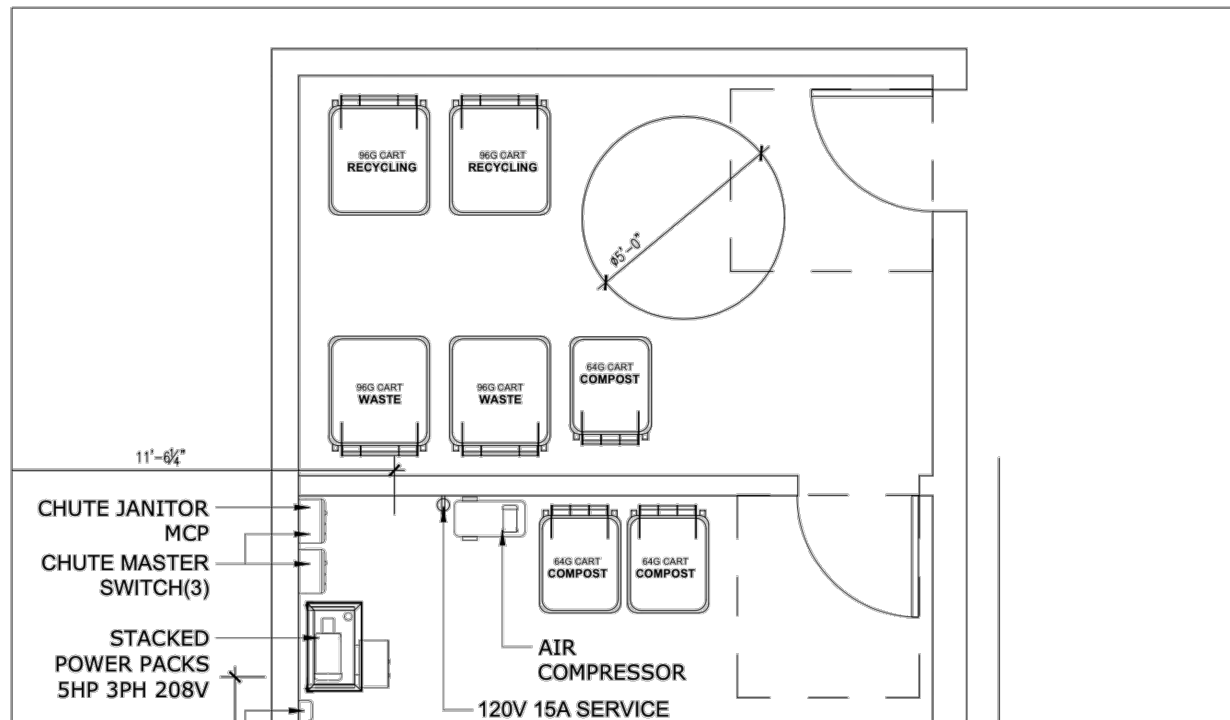 96G CART
RECYCLING
96G CART
RECYCLING
Ø5'-0"
96G CART
WASTE
96G CART
WASTE
64G CART
COMPOST
11'-6¼"
CHUTE JANITOR
MCP
CHUTE MASTER
SWITCH(3)
64G CART
COMPOST
64G CART
COMPOST
STACKED
POWER PACKS
5HP 3PH 208V
AIR
COMPRESSOR
120V 15A SERVICE